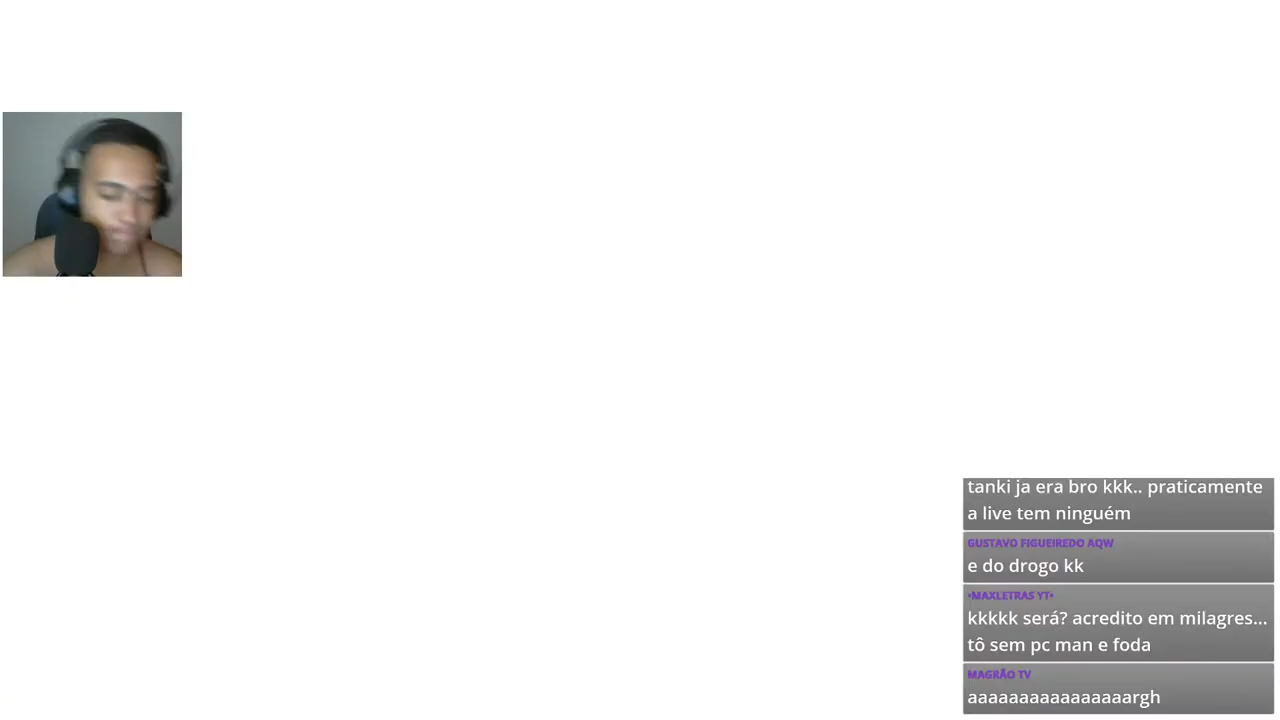 tanki ja era bro kkk.. praticamente
a live tem ninguém
GUSTAVO FIGUEIREDO AQW
e do drogo kk
•MAXLETRAS YT•
kkkkk será? acredito em milagres...
tô sem pc man e foda
MAGRÃO TV
aaaaaaaaaaaaaaaargh